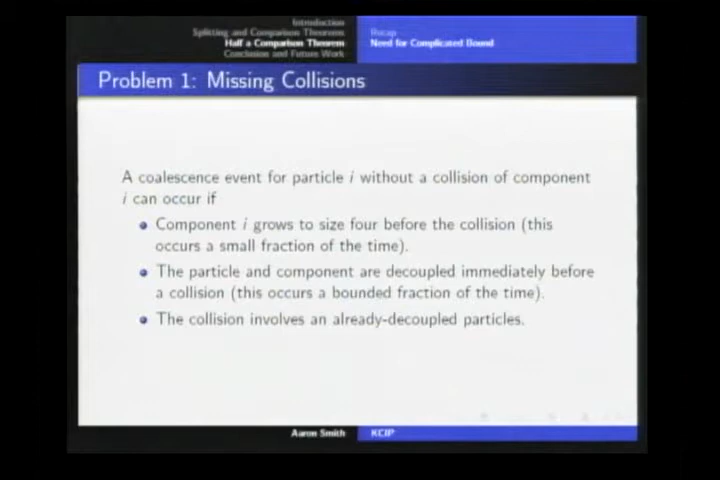 Introduction
Splitting and Comparison Theorems
Half a Comparison Theorem
Conclusion and Future Work
Recap
Need for Complicated Bound
Problem 1: Missing Collisions
A coalescence event for particle i without a collision of component
i can occur if
Component i grows to size four before the collision (this
occurs a small fraction of the time).
The particle and component are decoupled immediately before
a collision (this occurs a bounded fraction of the time).
The collision involves an already-decoupled particles.
Aaron Smith
KCIP